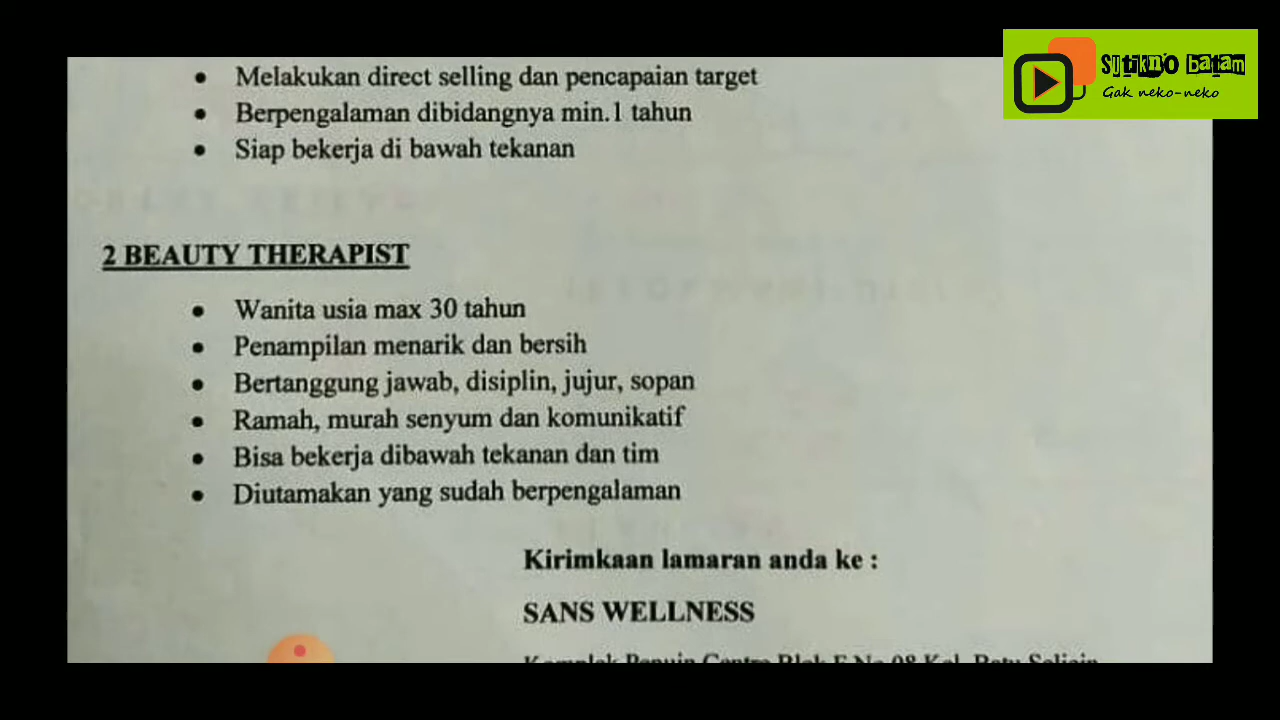 Sutikno batam
Gak neko-neko
Melakukan direct selling dan pencapaian target
Berpengalaman dibidangnya min.1 tahun
Siap bekerja di bawah tekanan
2 BEAUTY THERAPIST
Wanita usia max 30 tahun
Penampilan menarik dan bersih
Bertanggung jawab, disiplin, jujur, sopan
Ramah, murah senyum dan komunikatif
Bisa bekerja dibawah tekanan dan tim
Diutamakan yang sudah berpengalaman
Kirimkaan lamaran anda ke :
SANS WELLNESS